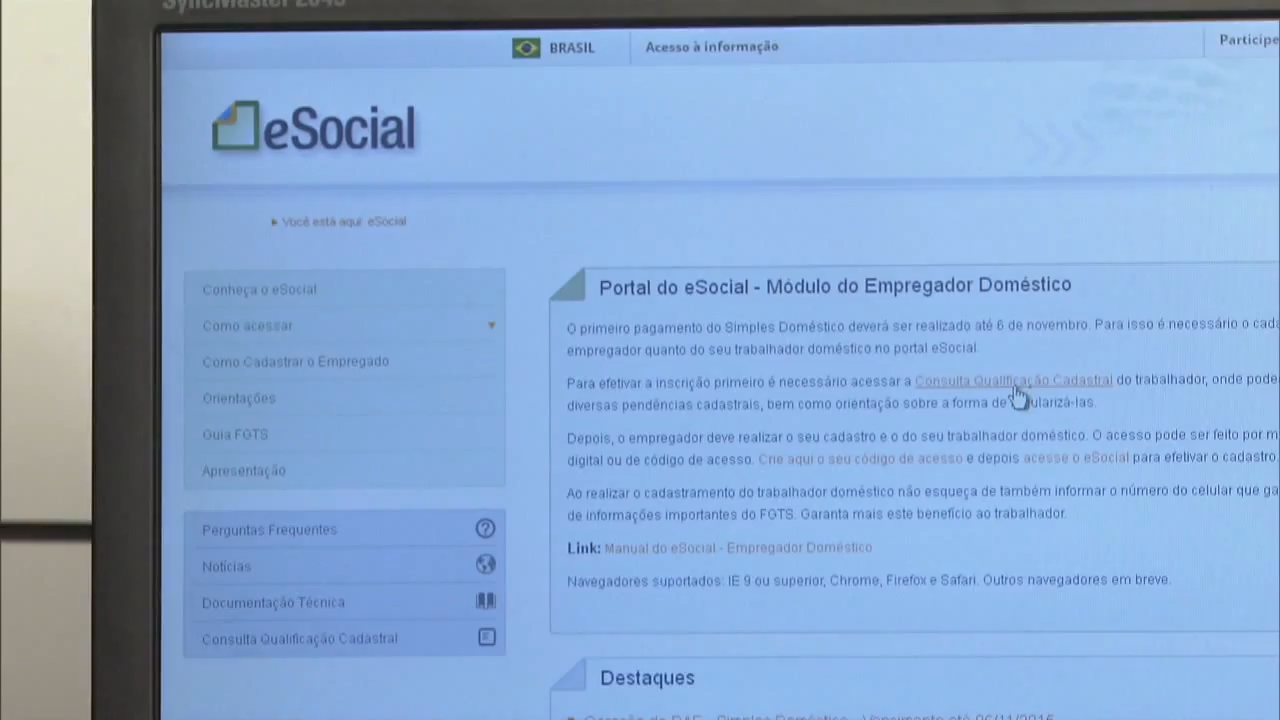 SyncMaster
BRASIL
Acesso à informação
Participe
eSocial
Você está aqui: eSocial
Conheça o eSocial
Como acessar
Como Cadastrar o Empregado
Orientações
Guia FGTS
Apresentação
Perguntas Frequentes
Notícias
Documentação Técnica
Consulta Qualificação Cadastral
Portal do eSocial - Módulo do Empregador Doméstico
O primeiro pagamento do Simples Doméstico deverá ser realizado até 6 de novembro. Para isso é necessário o cada
empregador quanto do seu trabalhador doméstico no portal eSocial.
Para efetivar a inscrição primeiro é necessário acessar a Consulta Qualificação Cadastral do trabalhador, onde pode
diversas pendências cadastrais, bem como orientação sobre a forma de ularizá-las.
Depois, o empregador deve realizar o seu cadastro e o do seu trabalhador doméstico. O acesso pode ser feito por m
digital ou de código de acesso. Crie aqui o seu código de acesso e depois acesse o eSocial para efetivar o cadastro.
Ao realizar o cadastramento do trabalhador doméstico não esqueça de também informar o número do celular que ga
de informações importantes do FGTS. Garanta mais este benefício ao trabalhador.
Link: Manual do eSocial - Empregador Doméstico
Navegadores suportados: IE 9 ou superior, Chrome, Firefox e Safari. Outros navegadores em breve.
Destaques
DAE - Simples Doméstico - Vencimento até